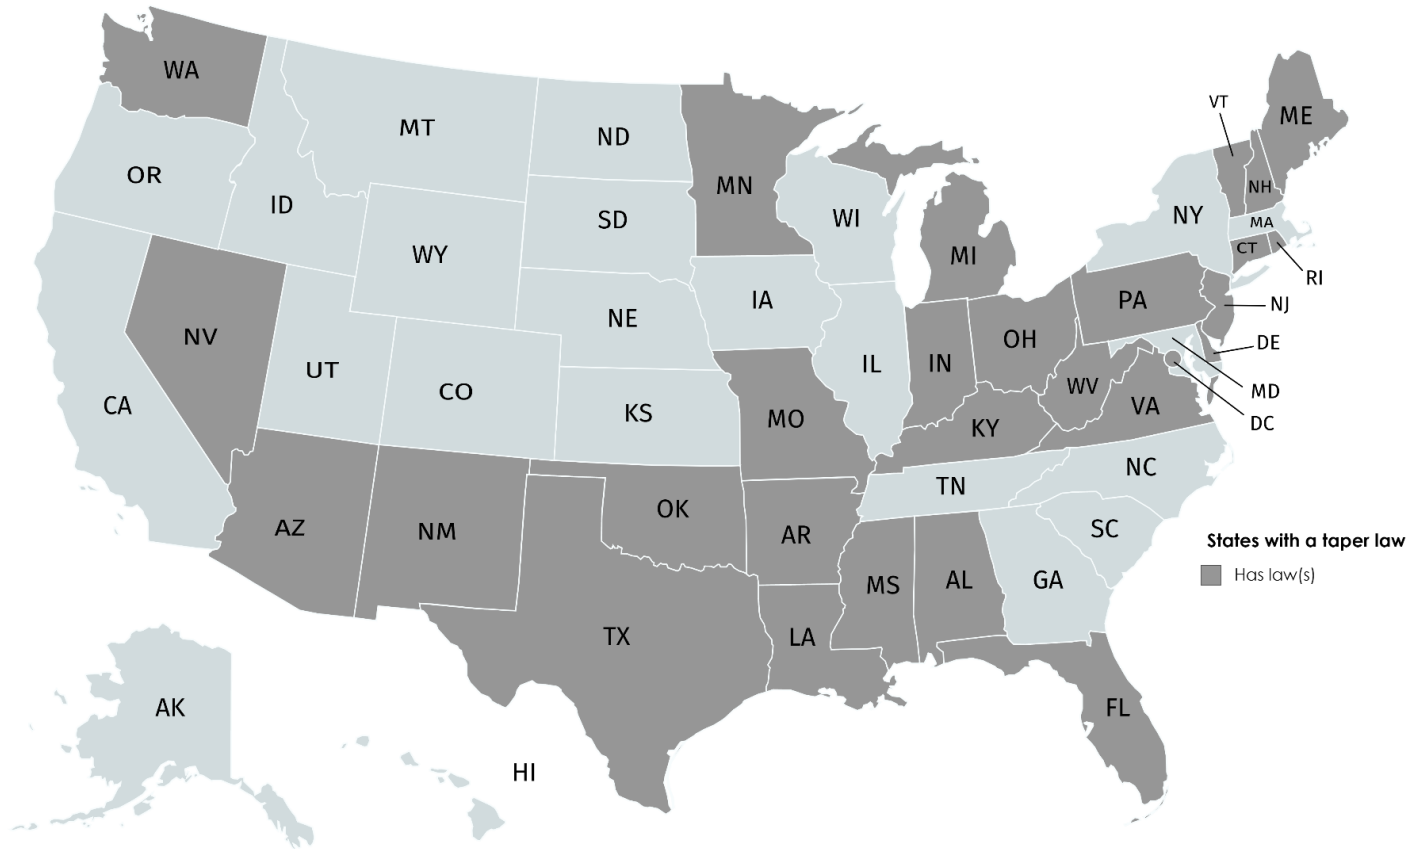 WA
MT
ND
MN
OR
ID
SD
WI
WY
MI
VT
ME
NH
NY
MA
CT
RI
NV
UT
CO
NE
IA
IL
IN
OH
PA
NJ
DE
MD
DC
CA
KS
MO
KY
WV
VA
AZ
NM
OK
AR
TN
NC
SC
TX
LA
MS
AL
GA
FL
AK
HI
States with a taper law
Has law(s)